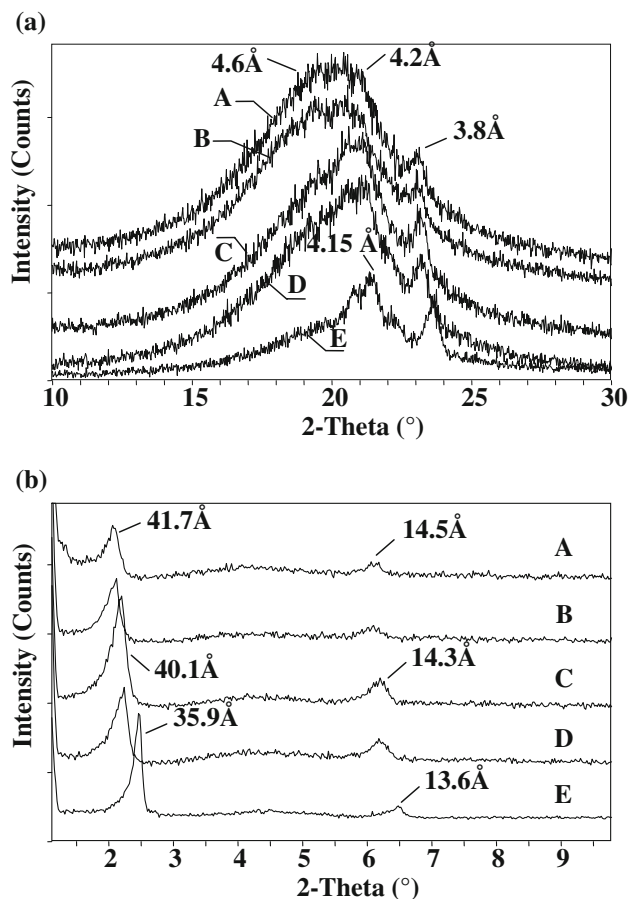 (a)
4.6Å
4.2Å
A
B
3.8Å
C
4.15 Å
D
E
Intensity (Counts)
10 15 20 25 30
2-Theta (°)
(b)
41.7Å
14.5Å
A
B
40.1Å
14.3Å
C
35.9Å
D
13.6Å
E
Intensity (Counts)
2 3 4 5 6 7 8 9
2-Theta (°)